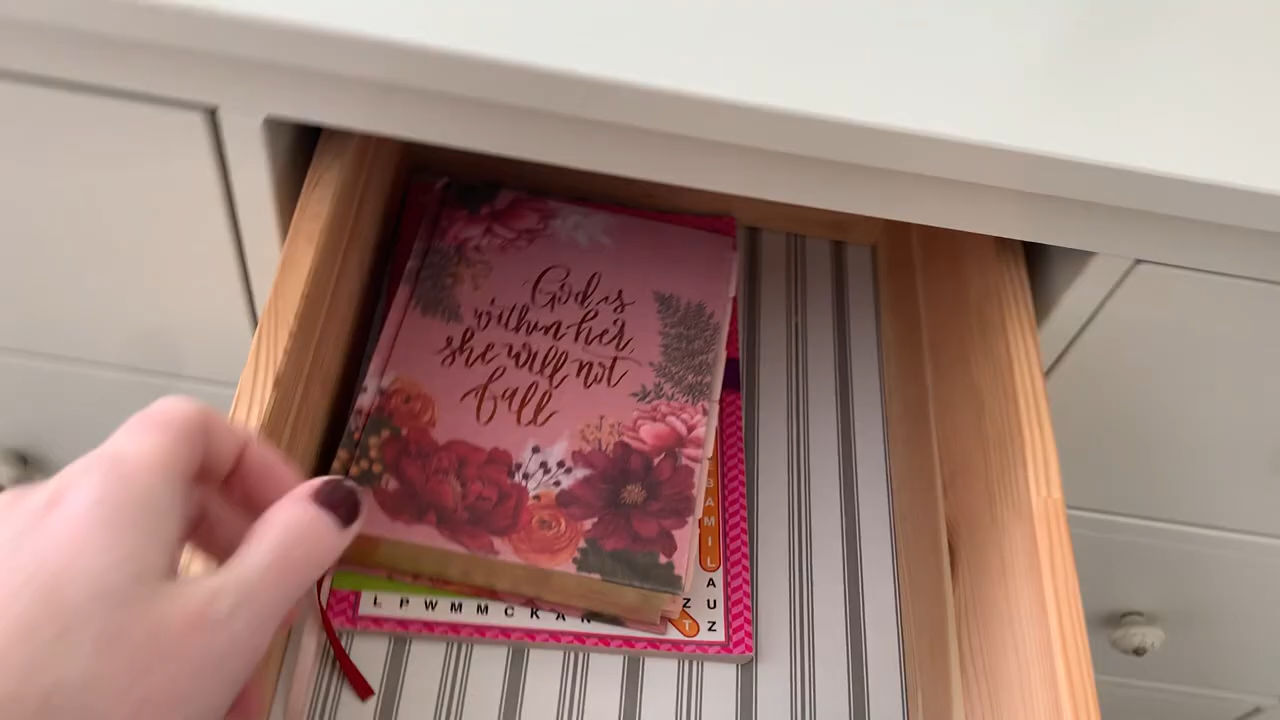 God is
within her,
she will not
fall
B
A
M
I
L
A
Z U
T Z
L P W M M C K A N